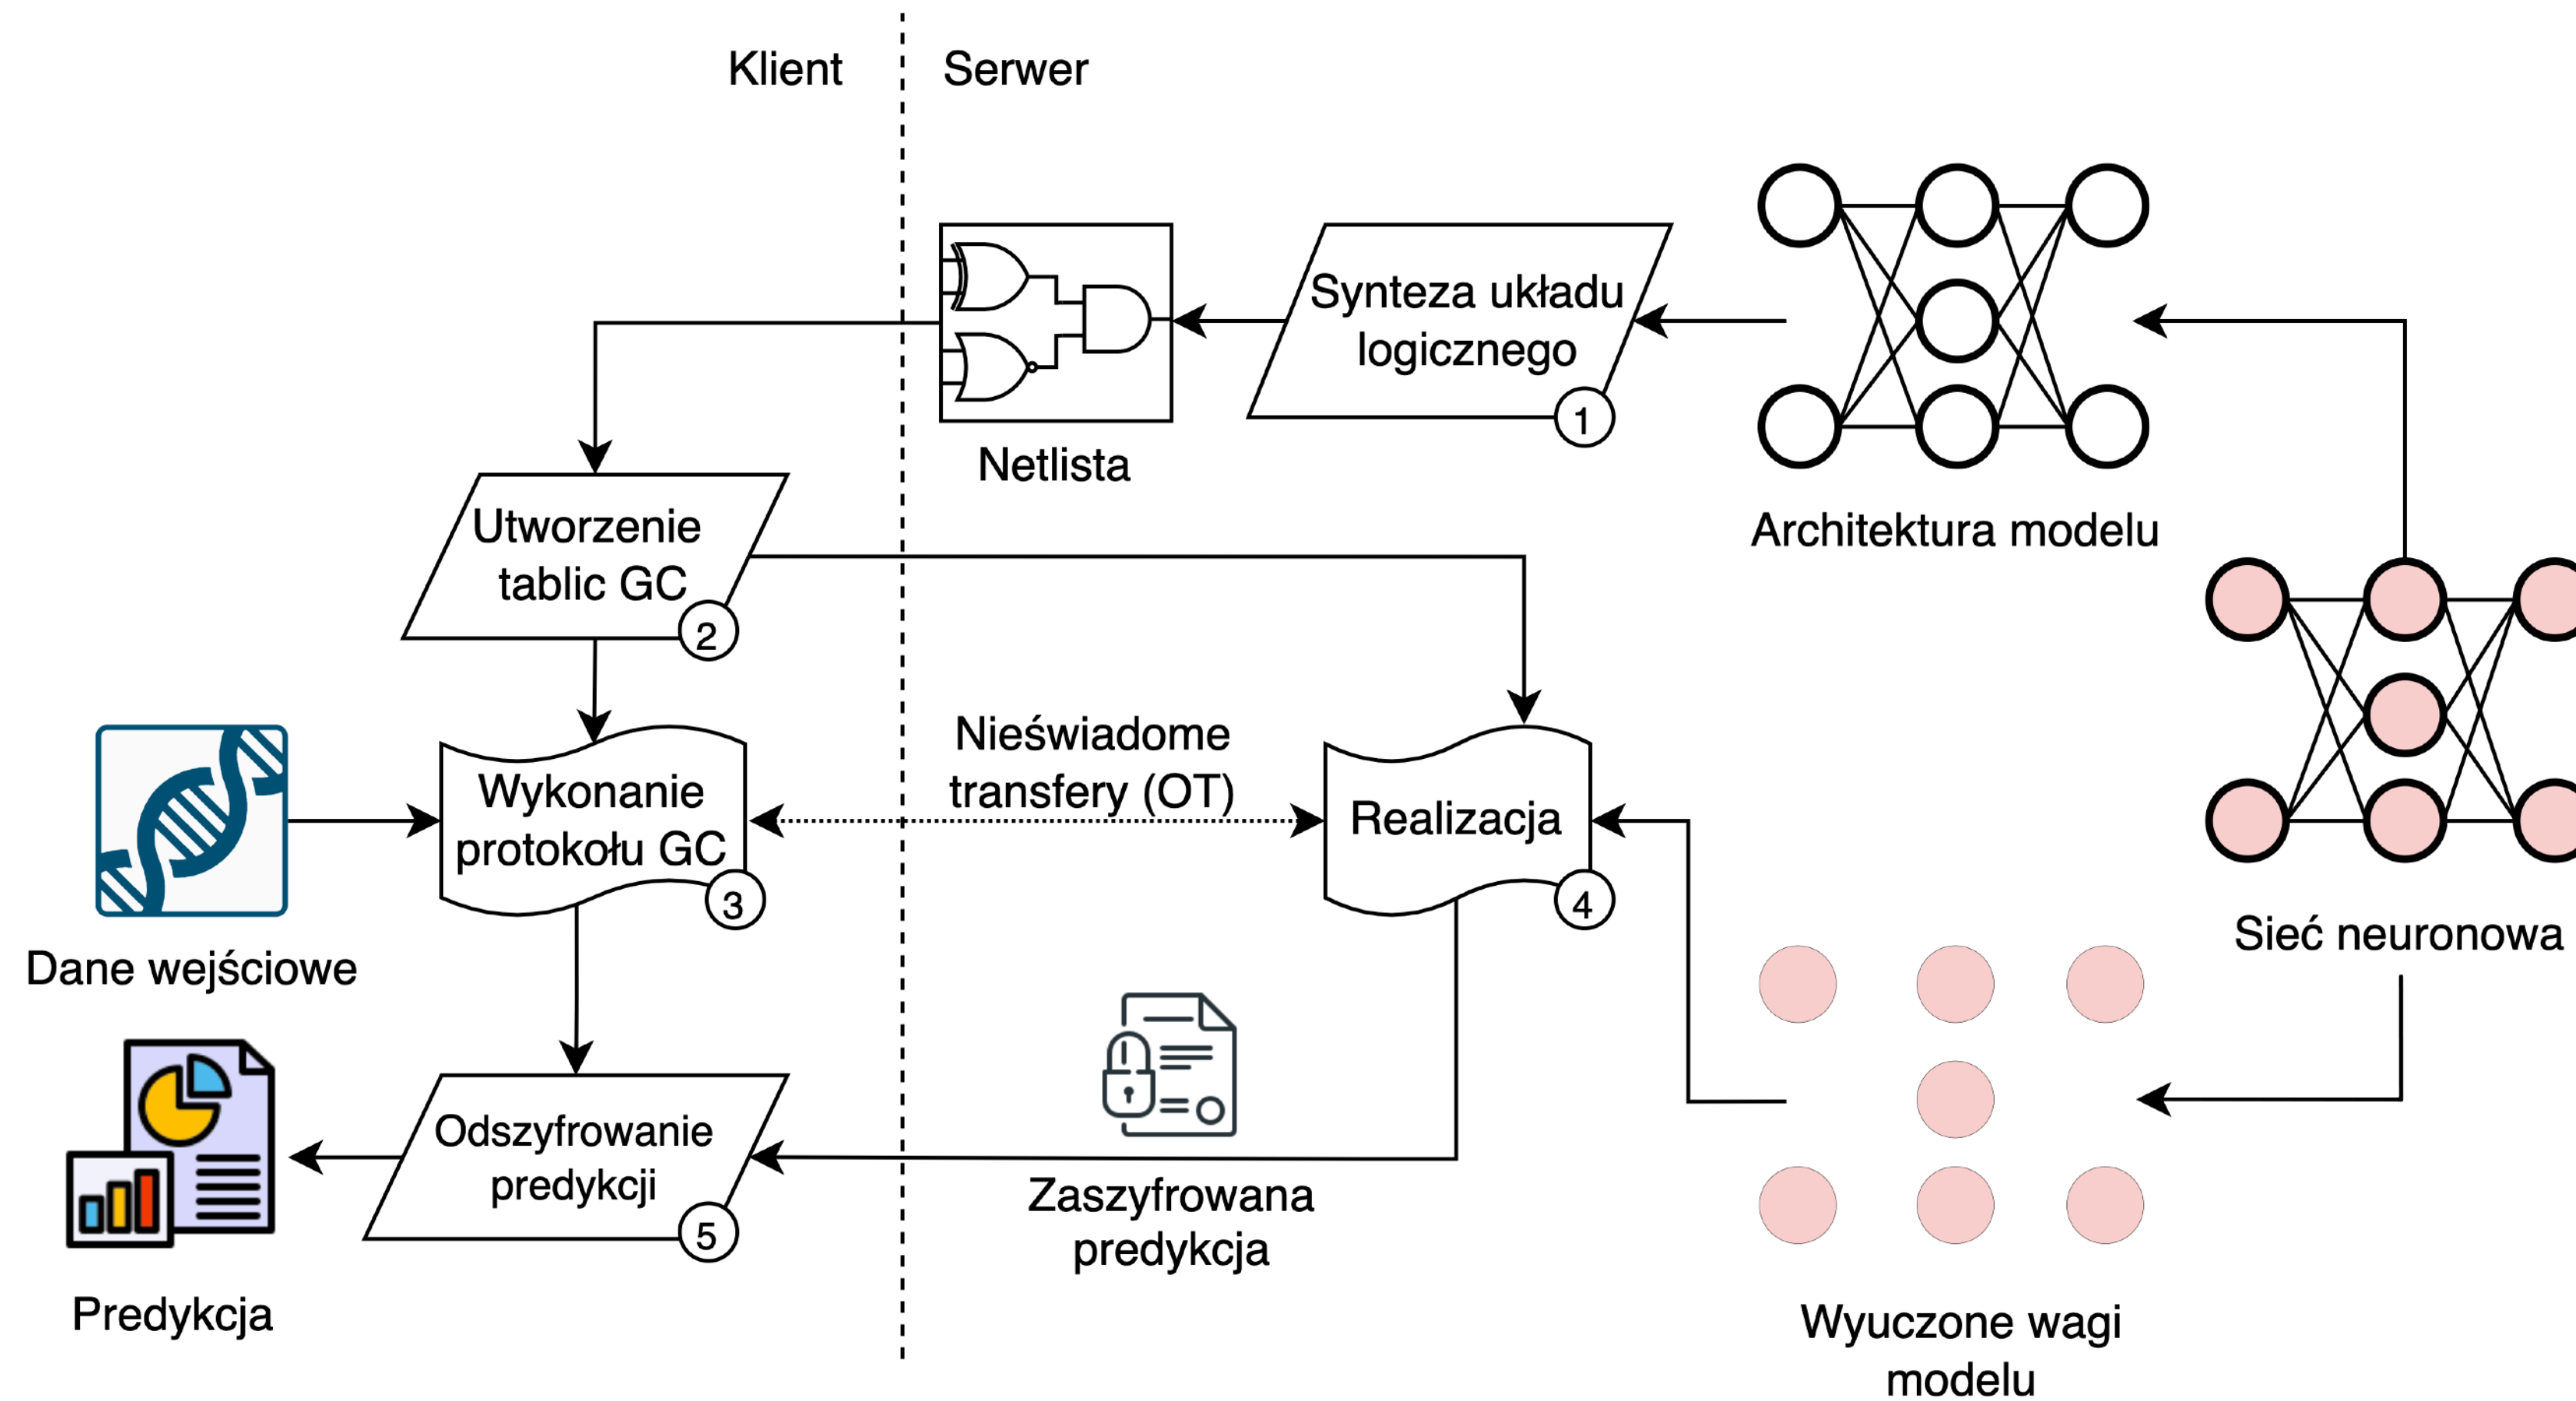 Klient
Serwer
Synteza układu
logicznego
1
Netlista
Architektura modelu
Utworzenie
tablic GC
2
Nieświadome
transfery (OT)
Wykonanie
protokołu GC
3
Realizacja
4
Sieć neuronowa
Dane wejściowe
Odszyfrowanie
predykcji
5
Zaszyfrowana
predykcja
Predykcja
Wyuczone wagi
modelu